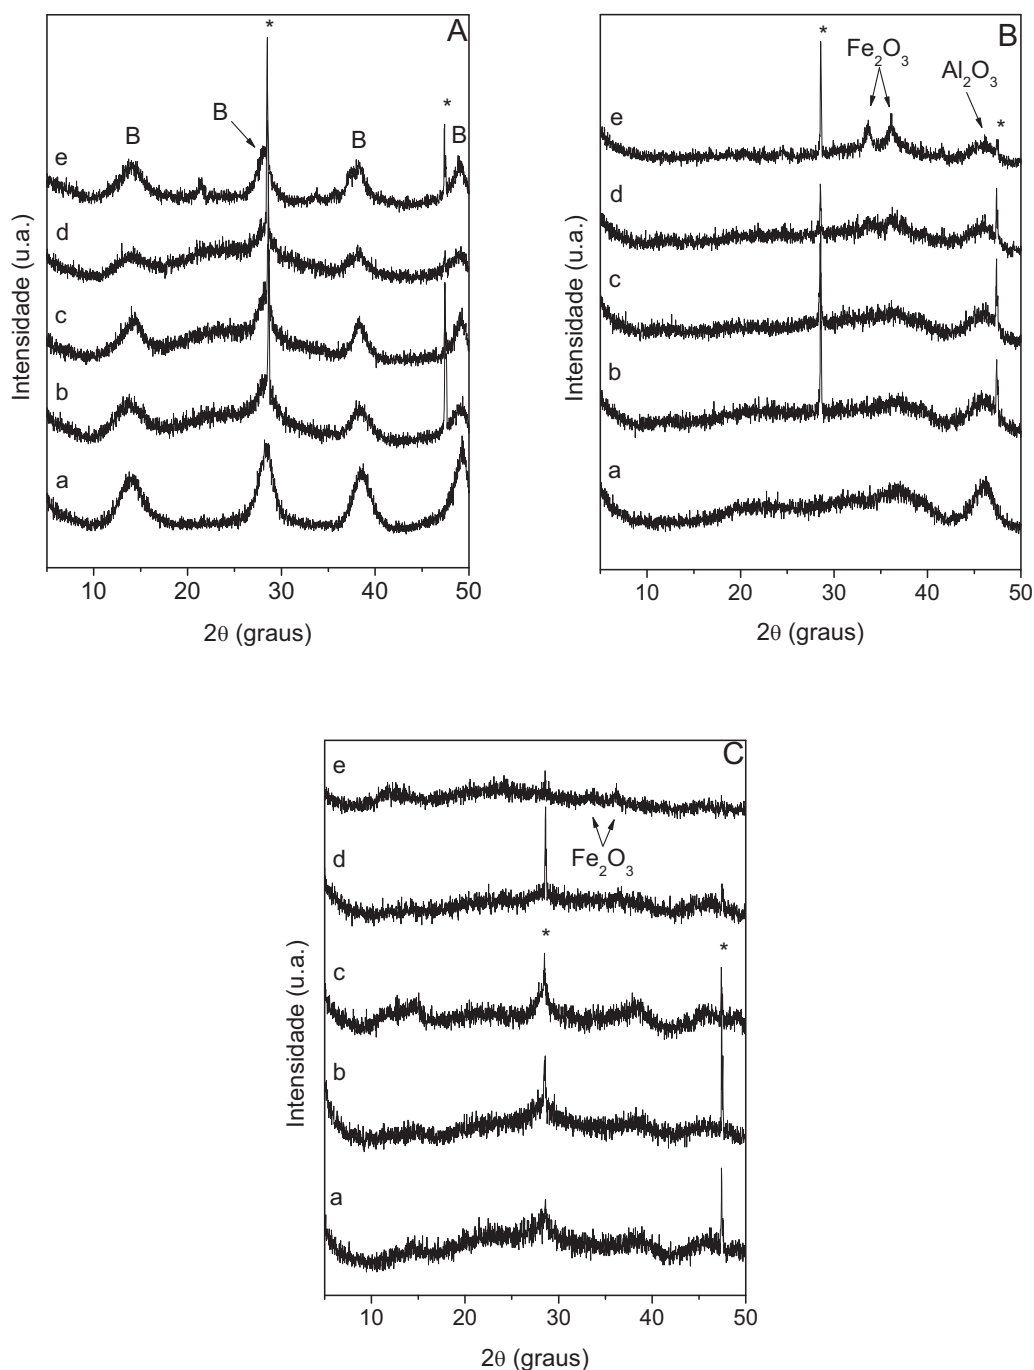 A
*
B
B
B
*
B
e
d
c
b
a
Intensidade (u.a.)
10 20 30 40 50
2θ (graus)
B
*
Fe₂O₃
Al₂O₃
*
e
d
c
b
a
Intensidade (u.a.)
10 20 30 40 50
2θ (graus)
C
e
Fe₂O₃
d
*
*
c
b
a
Intensidade (u.a.)
10 20 30 40 50
2θ (graus)